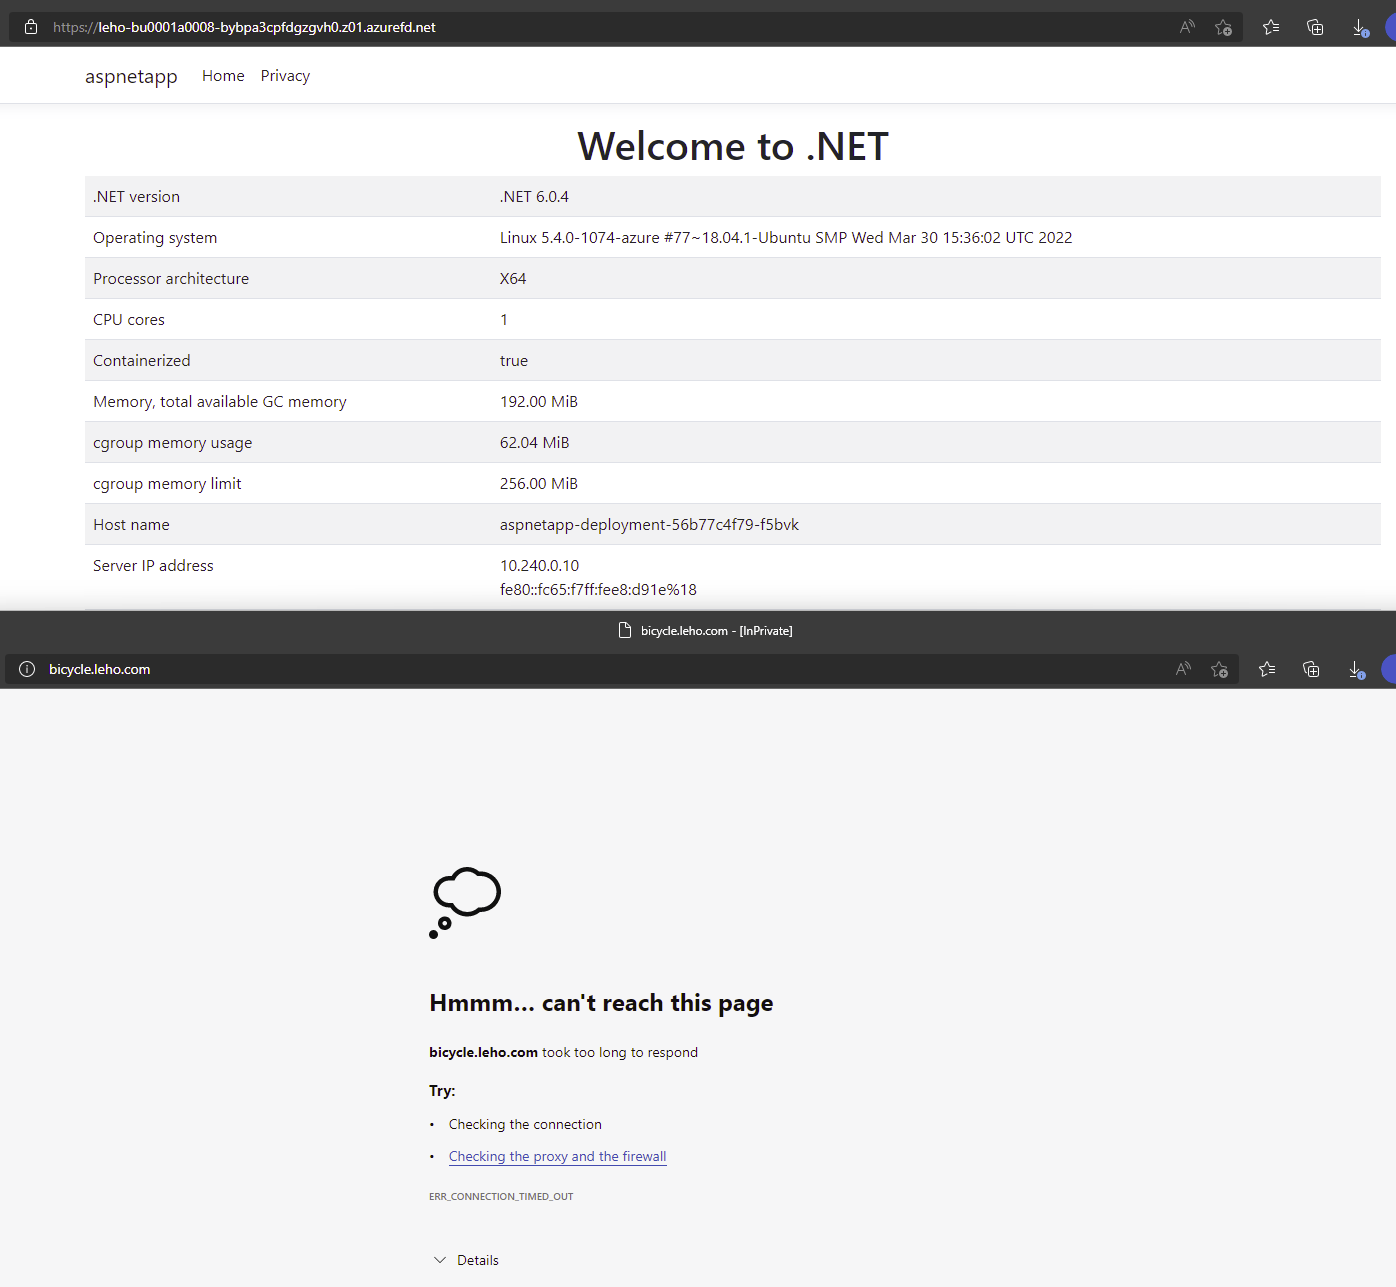 https://leho-bu0001a0008-bybpa3cpfdgzgvh0.z01.azurefd.net
aspnetapp Home Privacy
Welcome to .NET
.NET version .NET 6.0.4
Operating system Linux 5.4.0-1074-azure #77~18.04.1-Ubuntu SMP Wed Mar 30 15:36:02 UTC 2022
Processor architecture X64
CPU cores 1
Containerized true
Memory, total available GC memory 192.00 MiB
cgroup memory usage 62.04 MiB
cgroup memory limit 256.00 MiB
Host name aspnetapp-deployment-56b77c4f79-f5bvk
Server IP address 10.240.0.10
fe80::fc65:f7ff:fee8:d91e%18
bicycle.leho.com - [InPrivate]
bicycle.leho.com
Hmmm... can't reach this page
bicycle.leho.com took too long to respond
Try:
• Checking the connection
• Checking the proxy and the firewall
ERR_CONNECTION_TIMED_OUT
Details